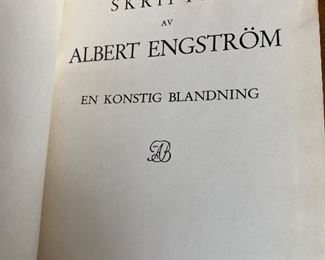 AV
ALBERT ENGSTRÖM
EN KONSTIG BLANDNING